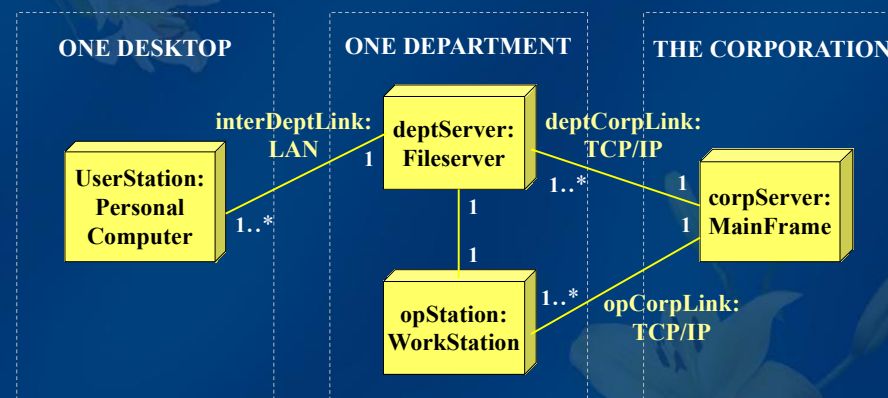 ONE DESKTOP
ONE DEPARTMENT
THE CORPORATION
interDeptLink:
LAN
deptServer:
Fileserver
deptCorpLink:
TCP/IP
1
1..*
1
UserStation:
Personal
Computer
1..*
1
corpServer:
MainFrame
1
1
1..*
opStation:
WorkStation
opCorpLink:
TCP/IP